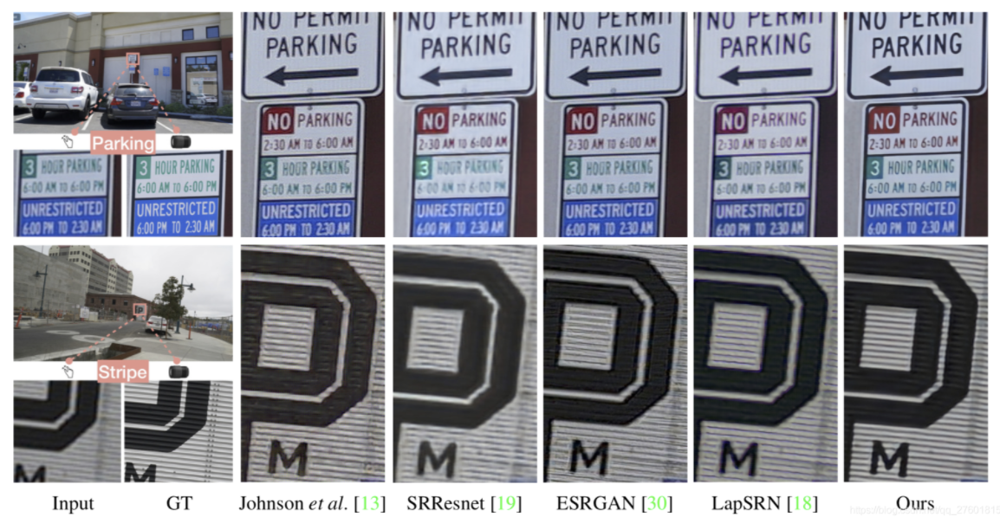 Parking
3 HOUR PARKING
6:00 AM TO 6:00 PM
UNRESTRICTED
6:00 PM TO 2:30 AM
3 HOUR PARKING
6:00 AM TO 6:00 PM
UNRESTRICTED
6:00 PM TO 2:30 AM
NO PERMIT
PARKING
NO PARKING
2:30 AM TO 6:00 AM
3 HOUR PARKING
6:00 AM TO 6:00 PM
UNRESTRICTED
6:00 PM TO 2:30 AM
NO PERMIT
PARKING
NO PARKING
2:30 AM TO 6:00 AM
3 HOUR PARKING
6:00 AM TO 6:00 PM
UNRESTRICTED
6:00 PM TO 2:30 AM
NO PERMIT
PARKING
NO PARKING
2:30 AM TO 6:00 AM
3 HOUR PARKING
6:00 AM TO 6:00 PM
UNRESTRICTED
6:00 PM TO 2:30 AM
NO PERMIT
PARKING
NO PARKING
2:30 AM TO 6:00 AM
3 HOUR PARKING
6:00 AM TO 6:00 PM
UNRESTRICTED
6:00 PM TO 2:30 AM
NO PERMIT
PARKING
NO PARKING
2:30 AM TO 6:00 AM
3 HOUR PARKING
6:00 AM TO 6:00 PM
UNRESTRICTED
6:00 PM TO 2:30 AM
Stripe
M
M
M
M
M
M
M
Input GT Johnson et al. [13] SRResnet [19] ESRGAN [30] LapSRN [18] Ours